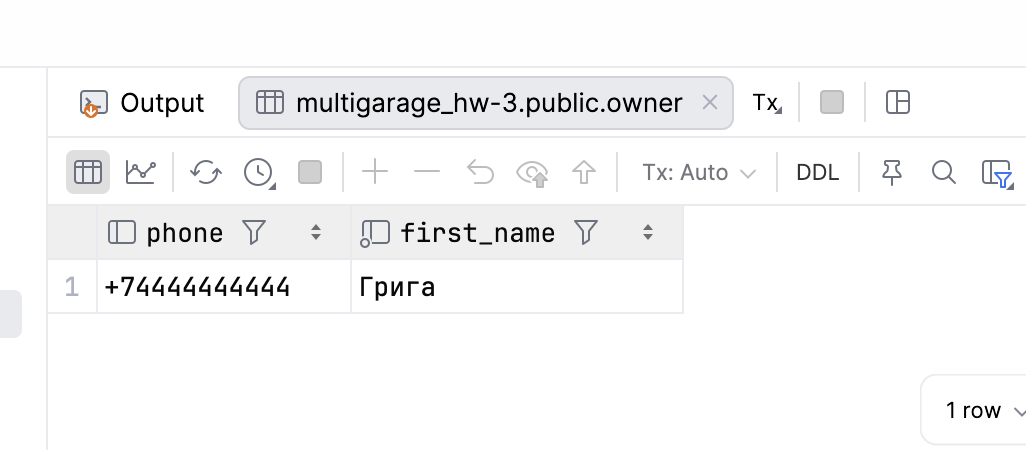 Output multigarage_hw-3.public.owner Tx
Tx: Auto DDL
phone first_name
1 +74444444444 Грига
1 row